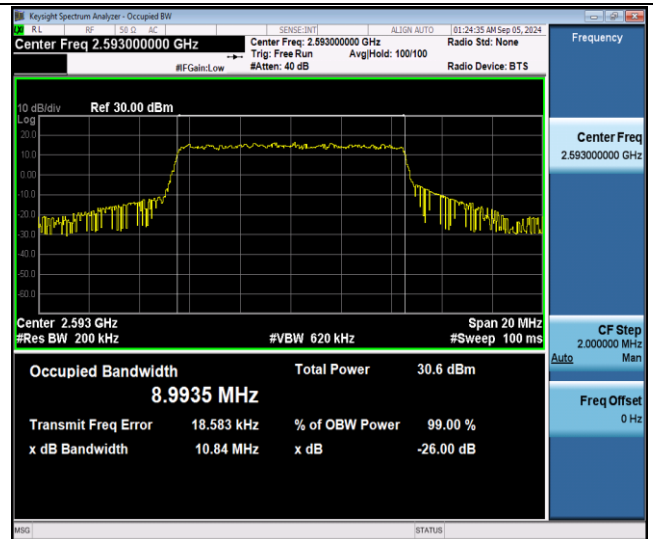 Keysight Spectrum Analyzer - Occupied BW
RL RF 50 Ω AC SENSE:INT ALIGN AUTO 01:24:35 AM Sep 05, 2024
Center Freq 2.593000000 GHz Center Freq: 2.593000000 GHz Radio Std: None Frequency
Trig: Free Run Avg|Hold: 100/100
#IFGain:Low #Atten: 40 dB Radio Device: BTS
10 dB/div Ref 30.00 dBm
Log
20.0
10.0
0.00
-10.0
-20.0
-30.0
-40.0
-50.0
-60.0
Center Freq
2.593000000 GHz
Center 2.593 GHz Span 20 MHz
#Res BW 200 kHz #VBW 620 kHz #Sweep 100 ms
CF Step
2.000000 MHz
Auto Man
Occupied Bandwidth Total Power 30.6 dBm
8.9935 MHz
Freq Offset
0 Hz
Transmit Freq Error 18.583 kHz % of OBW Power 99.00 %
x dB Bandwidth 10.84 MHz x dB -26.00 dB
MSG STATUS